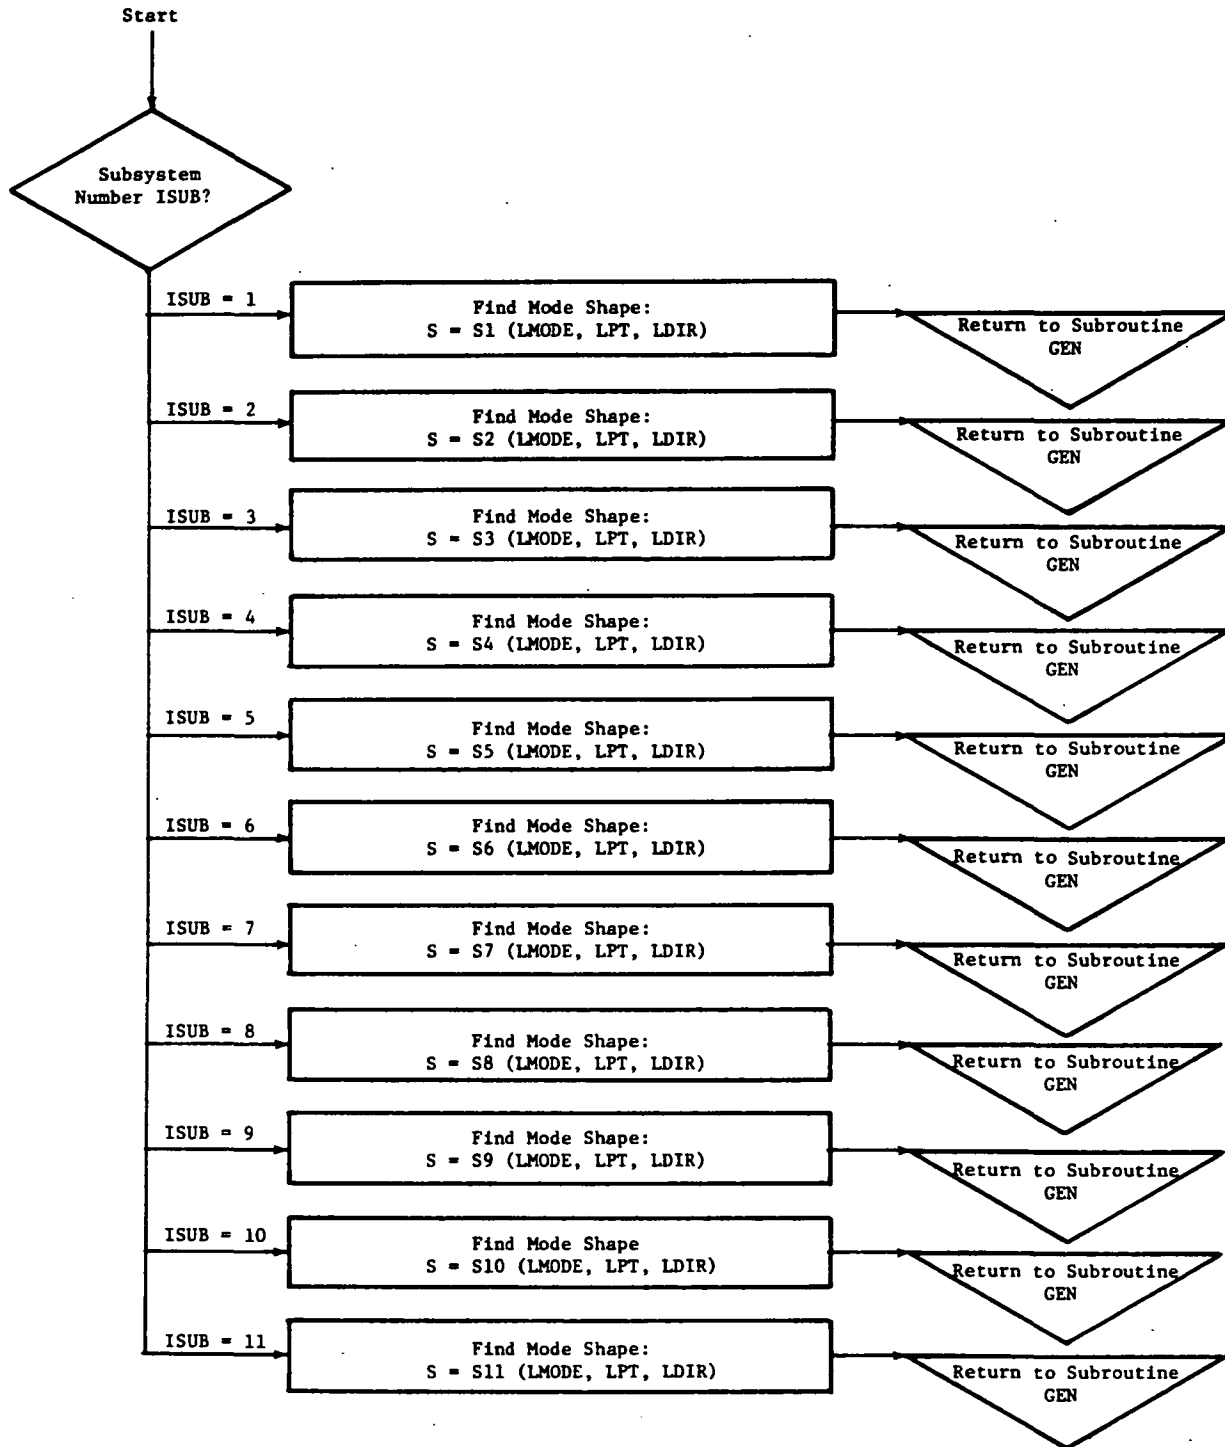 Start
Subsystem
Number ISUB?
ISUB = 1
Find Mode Shape:
S = S1 (LMODE, LPT, LDIR)
Return to Subroutine
GEN
ISUB = 2
Find Mode Shape:
S = S2 (LMODE, LPT, LDIR)
Return to Subroutine
GEN
ISUB = 3
Find Mode Shape:
S = S3 (LMODE, LPT, LDIR)
Return to Subroutine
GEN
ISUB = 4
Find Mode Shape:
S = S4 (LMODE, LPT, LDIR)
Return to Subroutine
GEN
ISUB = 5
Find Mode Shape:
S = S5 (LMODE, LPT, LDIR)
Return to Subroutine
GEN
ISUB = 6
Find Mode Shape:
S = S6 (LMODE, LPT, LDIR)
Return to Subroutine
GEN
ISUB = 7
Find Mode Shape:
S = S7 (LMODE, LPT, LDIR)
Return to Subroutine
GEN
ISUB = 8
Find Mode Shape:
S = S8 (LMODE, LPT, LDIR)
Return to Subroutine
GEN
ISUB = 9
Find Mode Shape:
S = S9 (LMODE, LPT, LDIR)
Return to Subroutine
GEN
ISUB = 10
Find Mode Shape
S = S10 (LMODE, LPT, LDIR)
Return to Subroutine
GEN
ISUB = 11
Find Mode Shape:
S = S11 (LMODE, LPT, LDIR)
Return to Subroutine
GEN